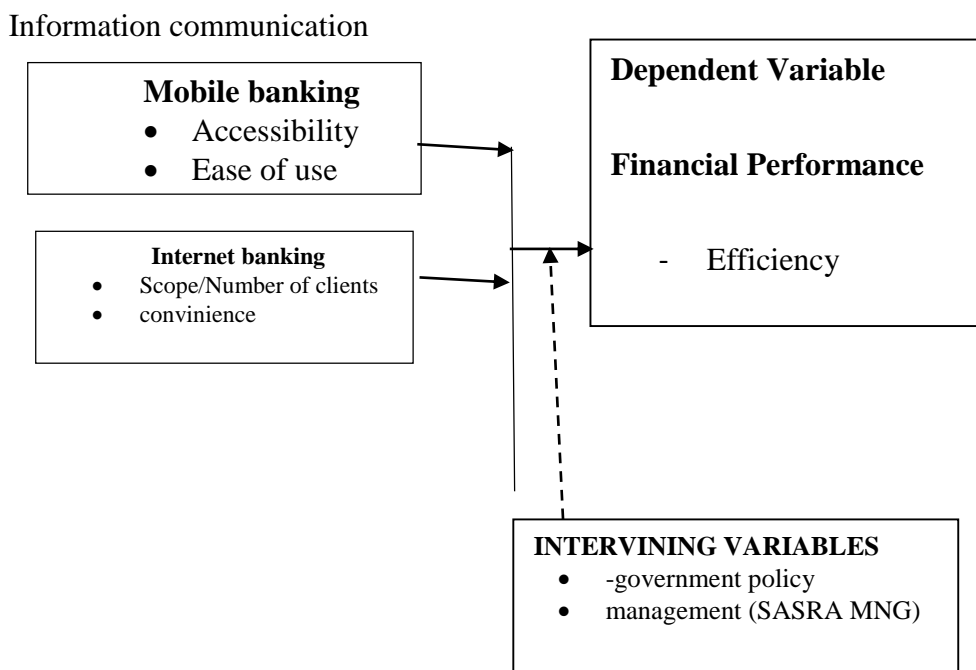 Information communication
Mobile banking
• Accessibility
• Ease of use
Internet banking
• Scope/Number of clients
• convinience
Dependent Variable
Financial Performance
- Efficiency
INTERVINING VARIABLES
• -government policy
• management (SASRA MNG)